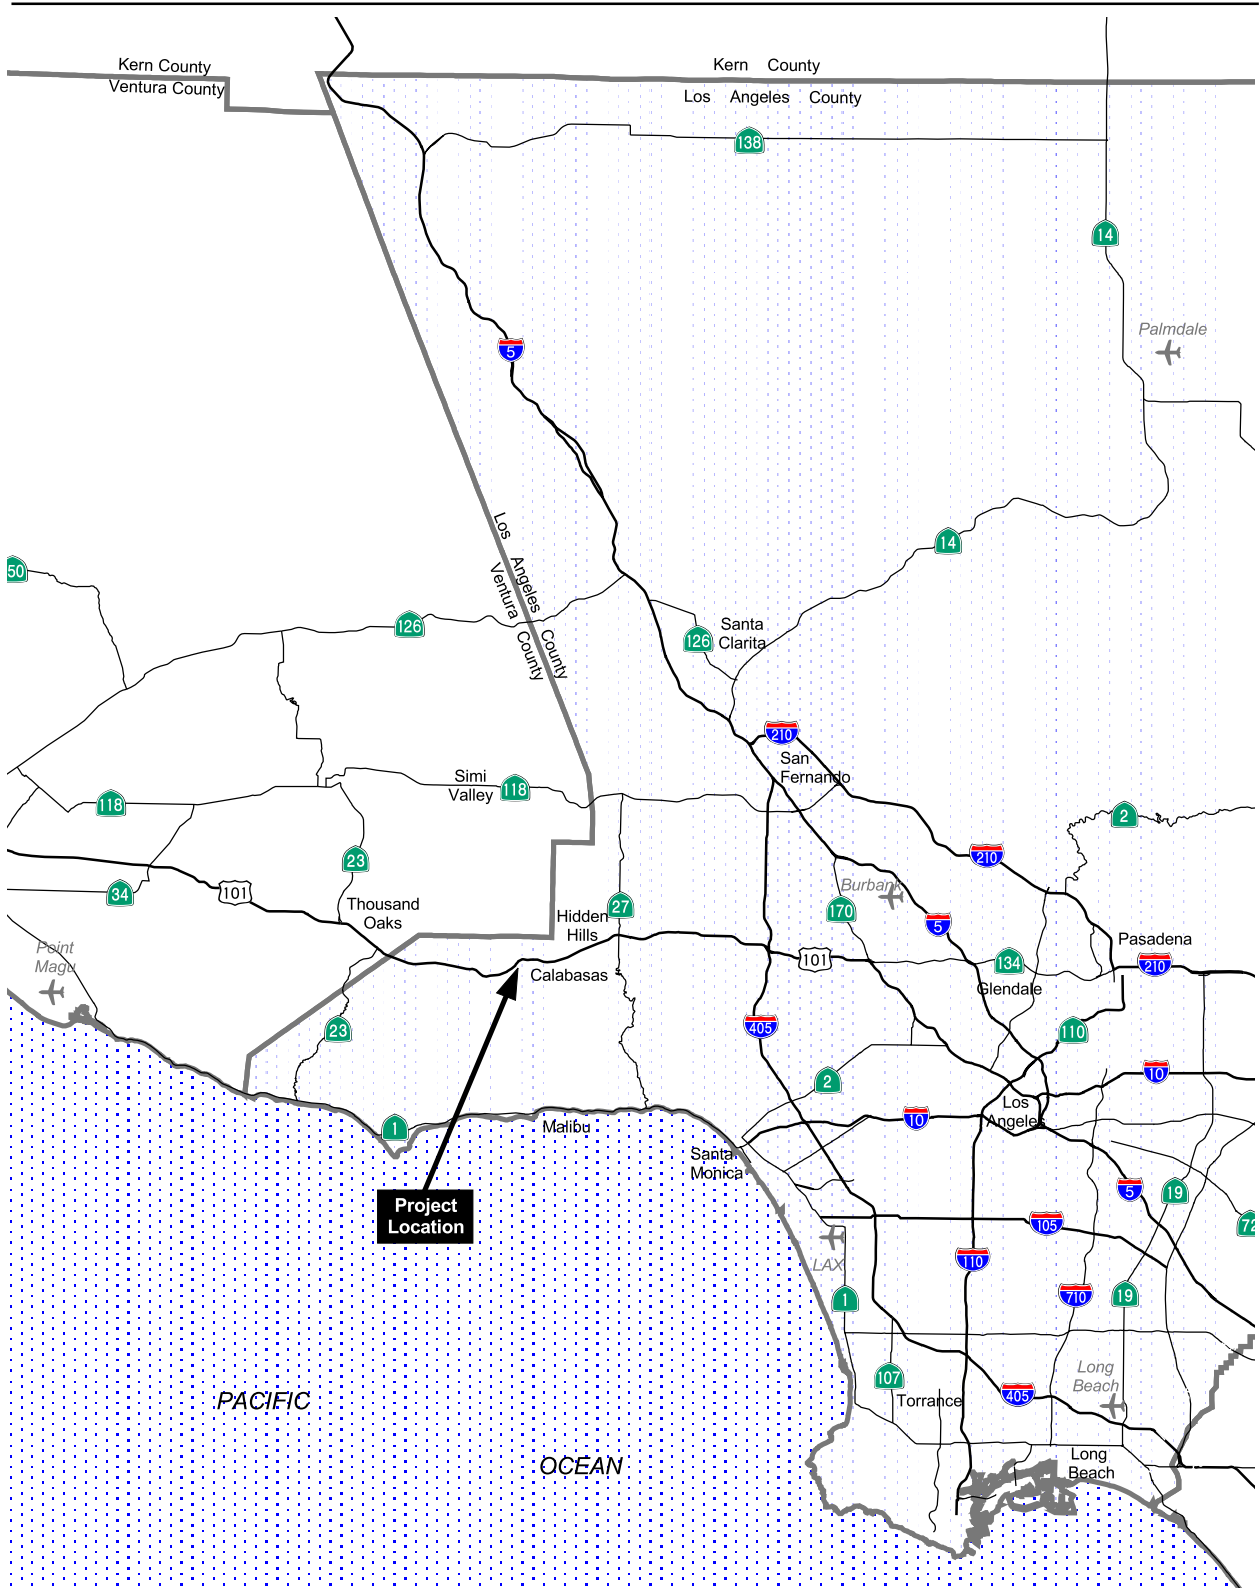 Kern County
Ventura County
Kern County
Los Angeles County
138
14
Palmdale
5
Los Angeles County
Ventura County
14
50
126
126
Santa
Clarita
210
San
Fernando
Simi
Valley
118
118
2
23
210
34
101
Thousand
Oaks
Hidden
Hills
27
Burbank
170
5
Pasadena
Point
Magu
Calabasas
101
134
Glendale
210
23
405
110
2
10
1
Malibu
10
Los
Angeles
Santa
Monica
5
19
Project
Location
105
72
LAX
110
1
710
19
Long
Beach
107
405
Torrance
PACIFIC
OCEAN
Long
Beach